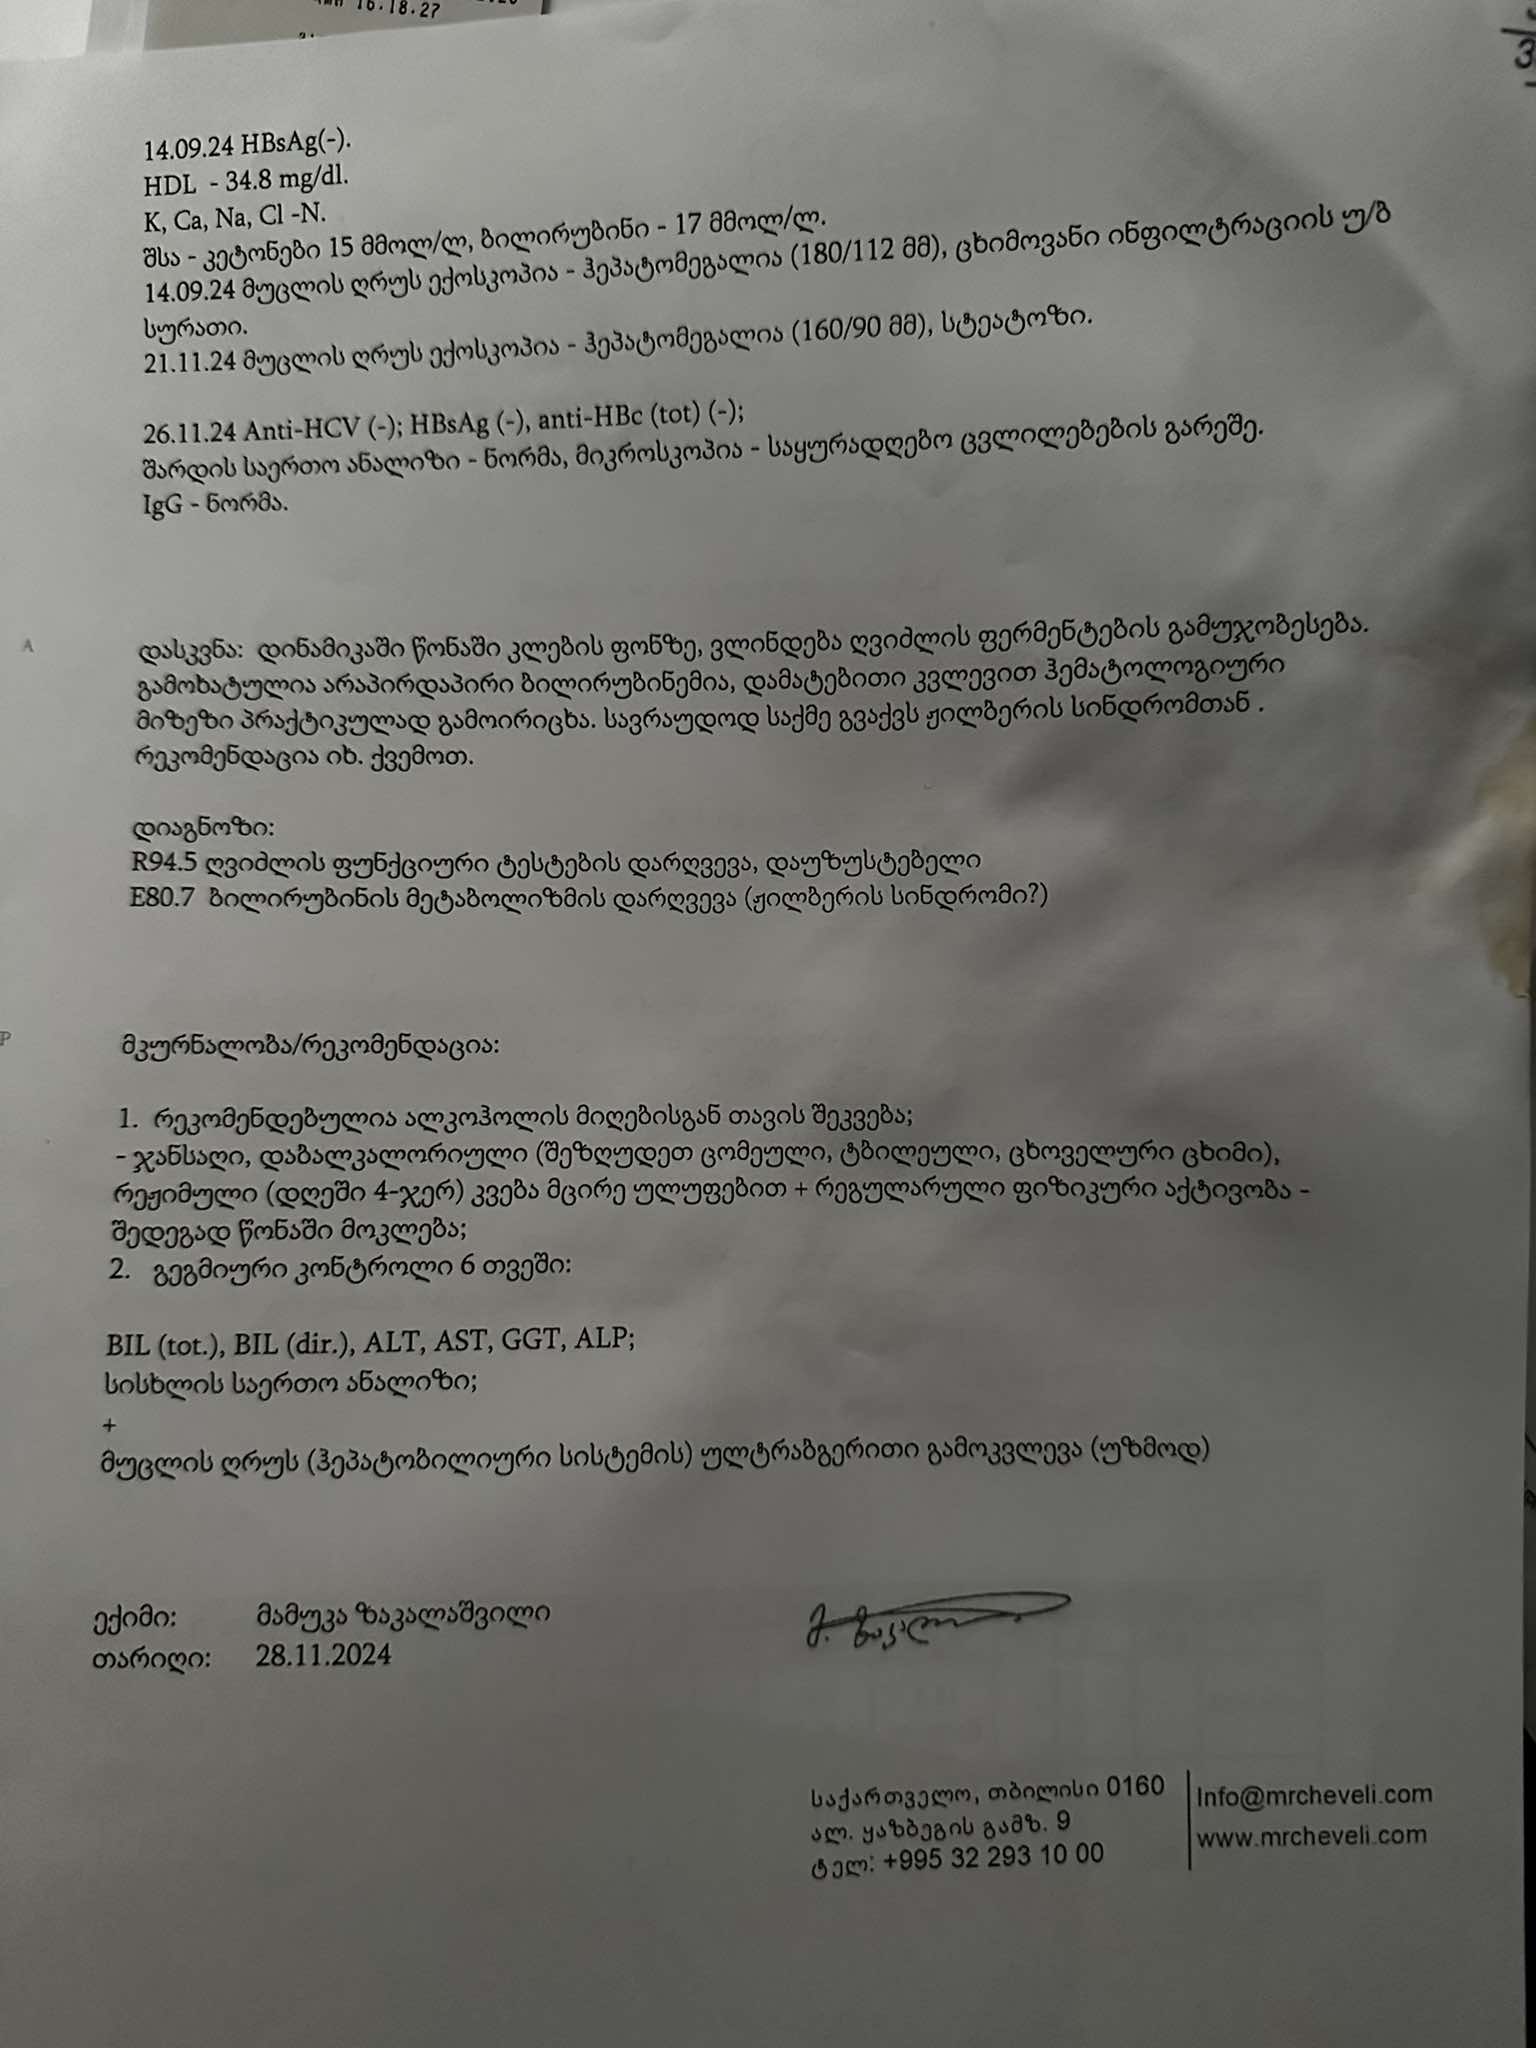 16.18.27
14.09.24 HBsAg(-).
HDL - 34.8 mg/dl.
K, Ca, Na, Cl -N.
შსა - კეტონები 15 მმოლ/ლ, ბილირუბინი - 17 მმოლ/ლ.
14.09.24 მუცლის ღრუს ექოსკოპია - ჰეპატომეგალია (180/112 მმ), ცხიმოვანი ინფილტრაციის უ/ბ
სურათი.
21.11.24 მუცლის ღრუს ექოსკოპია - ჰეპატომეგალია (160/90 მმ), სტეატოზი.
26.11.24 Anti-HCV (-); HBsAg (-), anti-HBc (tot) (-);
შარდის საერთო ანალიზი - ნორმა, მიკროსკოპია - საყურადღებო ცვლილებების გარეშე.
IgG - ნორმა.
A
დასკვნა: დინამიკაში წონაში კლების ფონზე, ვლინდება ღვიძლის ფერმენტების გამუჯობესება.
გამოხატულია არაპირდაპირი ბილირუბინემია, დამატებითი კვლევით ჰემატოლოგიური
მიზეზი პრაქტიკულად გამოირიცხა. სავრაუდოდ საქმე გვაქვს ჟილბერის სინდრომთან .
რეკომენდაცია იხ. ქვემოთ.
დიაგნოზი:
R94.5 ღვიძლის ფუნქციური ტესტების დარღვევა, დაუზუსტებელი
E80.7 ბილირუბინის მეტაბოლიზმის დარღვევა (ჟილბერის სინდრომი?)
P
მკურნალობა/რეკომენდაცია:
1. რეკომენდებულია ალკოჰოლის მიღებისგან თავის შეკვება;
- ჯანსაღი, დაბალკალორიული (შეზღუდეთ ცომეული, ტბილეული, ცხოველური ცხიმი),
რეჟიმული (დღეში 4-ჯერ) კვება მცირე ულუფებით + რეგულარული ფიზიკური აქტივობა -
შედეგად წონაში მოკლება;
2. გეგმიური კონტროლი 6 თვეში:
BIL (tot.), BIL (dir.), ALT, AST, GGT, ALP;
სისხლის საერთო ანალიზი;
+
მუცლის ღრუს (ჰეპატობილიური სისტემის) ულტრაბგერითი გამოკვლევა (უზმოდ)
ექიმი: მამუკა ზაკალაშვილი
თარიღი: 28.11.2024
საქართველო, თბილისი 0160
ალ. ყაზბეგის გამზ. 9
ტელ: +995 32 293 10 00
Info@mrcheveli.com
www.mrcheveli.com